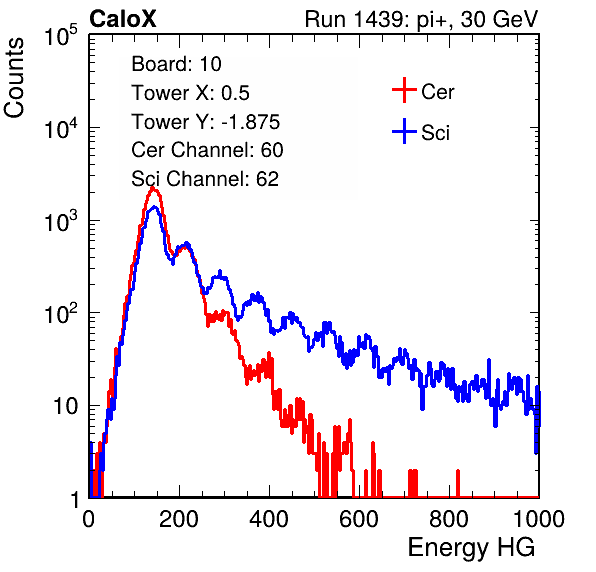 CaloX Run 1439: pi+, 30 GeV
Counts
Board: 10
Tower X: 0.5
Tower Y: -1.875
Cer Channel: 60
Sci Channel: 62
Cer
Sci
10^5
10^4
10^3
10^2
10
1
0 200 400 600 800 1000
Energy HG